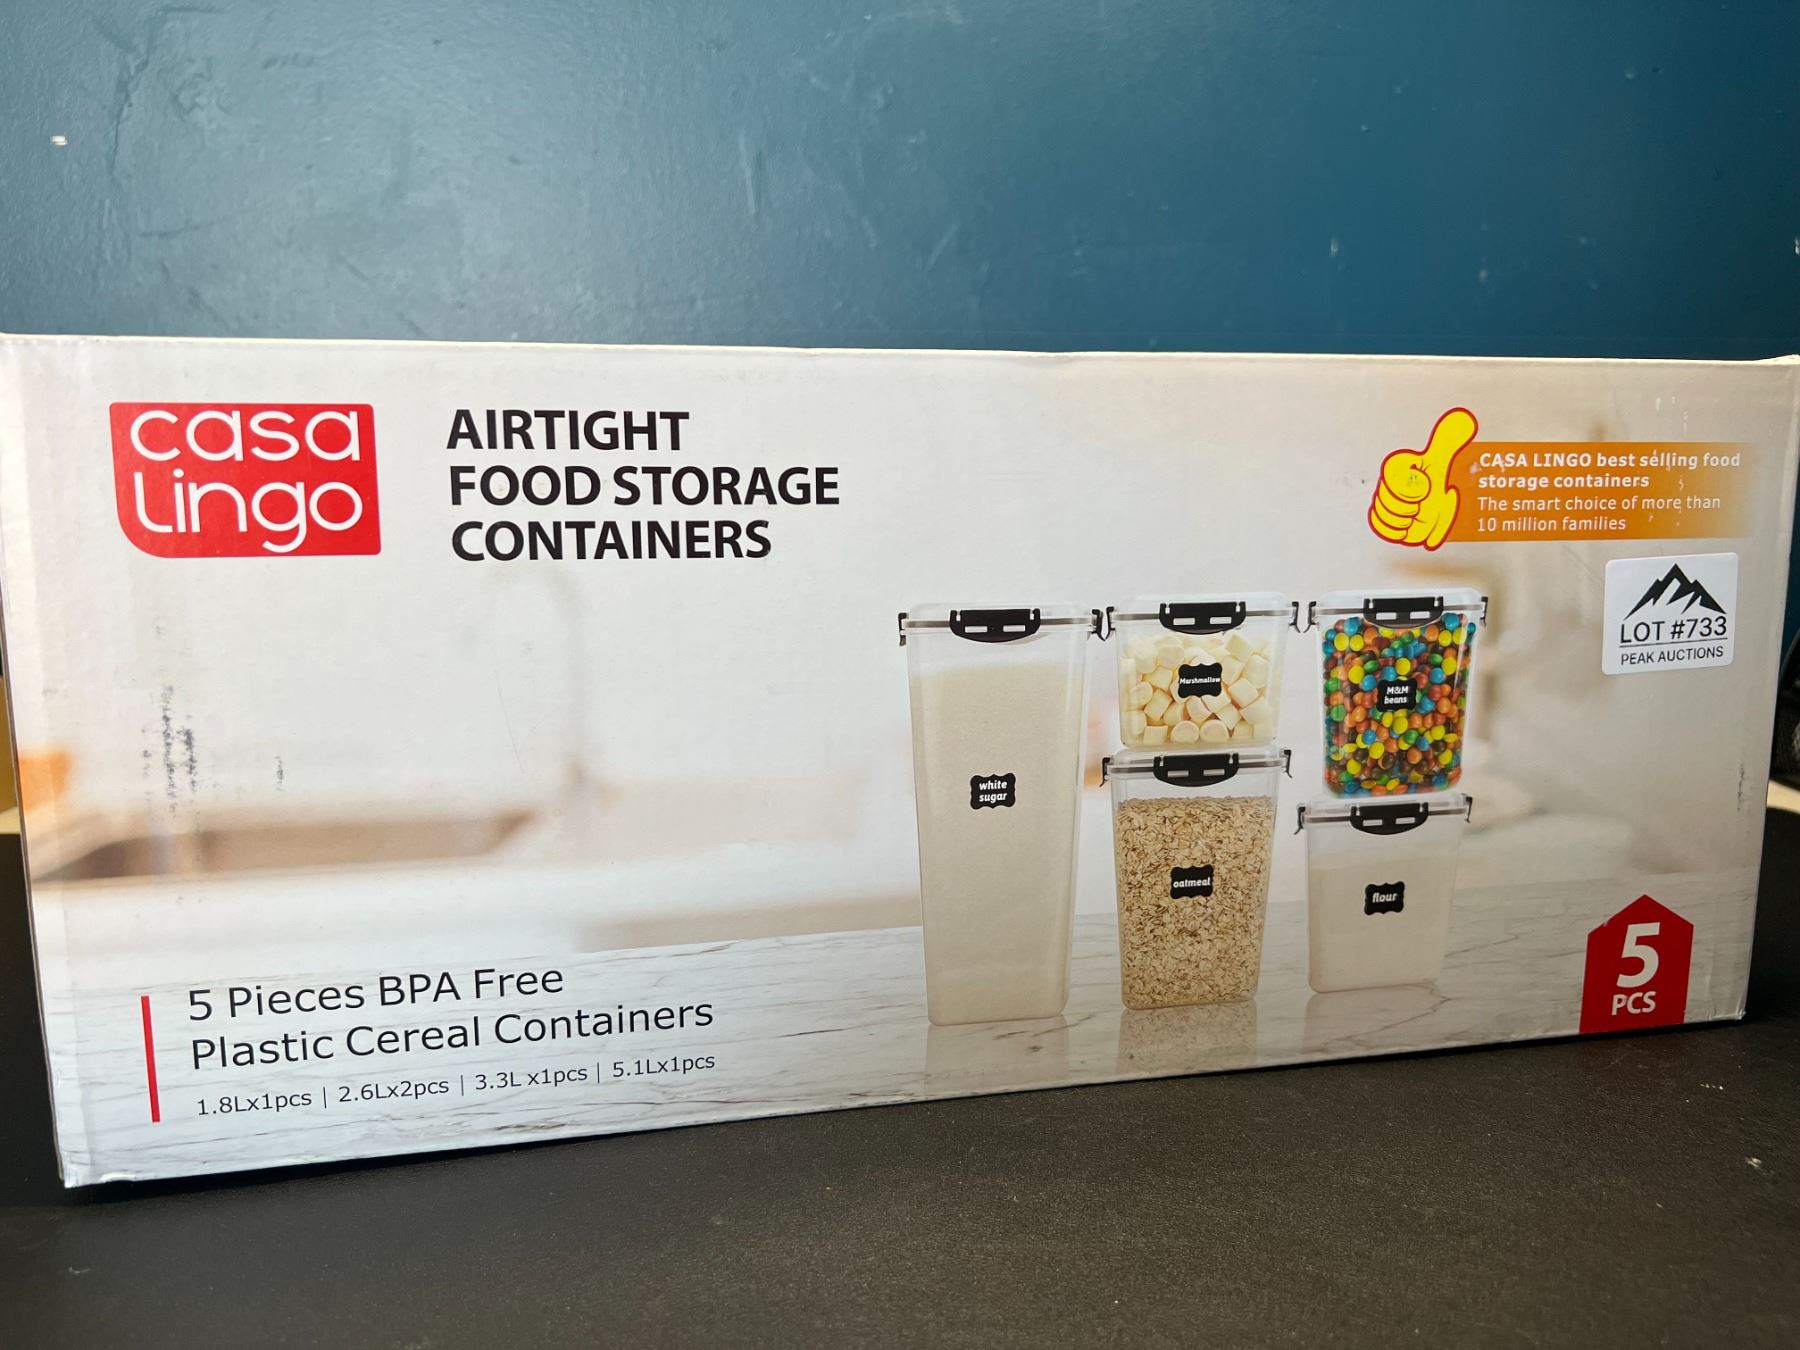 casa
lingo
AIRTIGHT
FOOD STORAGE
CONTAINERS
CASA LINGO best selling food
storage containers
The smart choice of more than
10 million families
LOT #733
PEAK AUCTIONS
Marshmallow
M&M
beans
white
sugar
oatmeal
flour
5 Pieces BPA Free
Plastic Cereal Containers
1.8Lx1pcs | 2.6Lx2pcs | 3.3L x1pcs | 5.1Lx1pcs
5
PCS